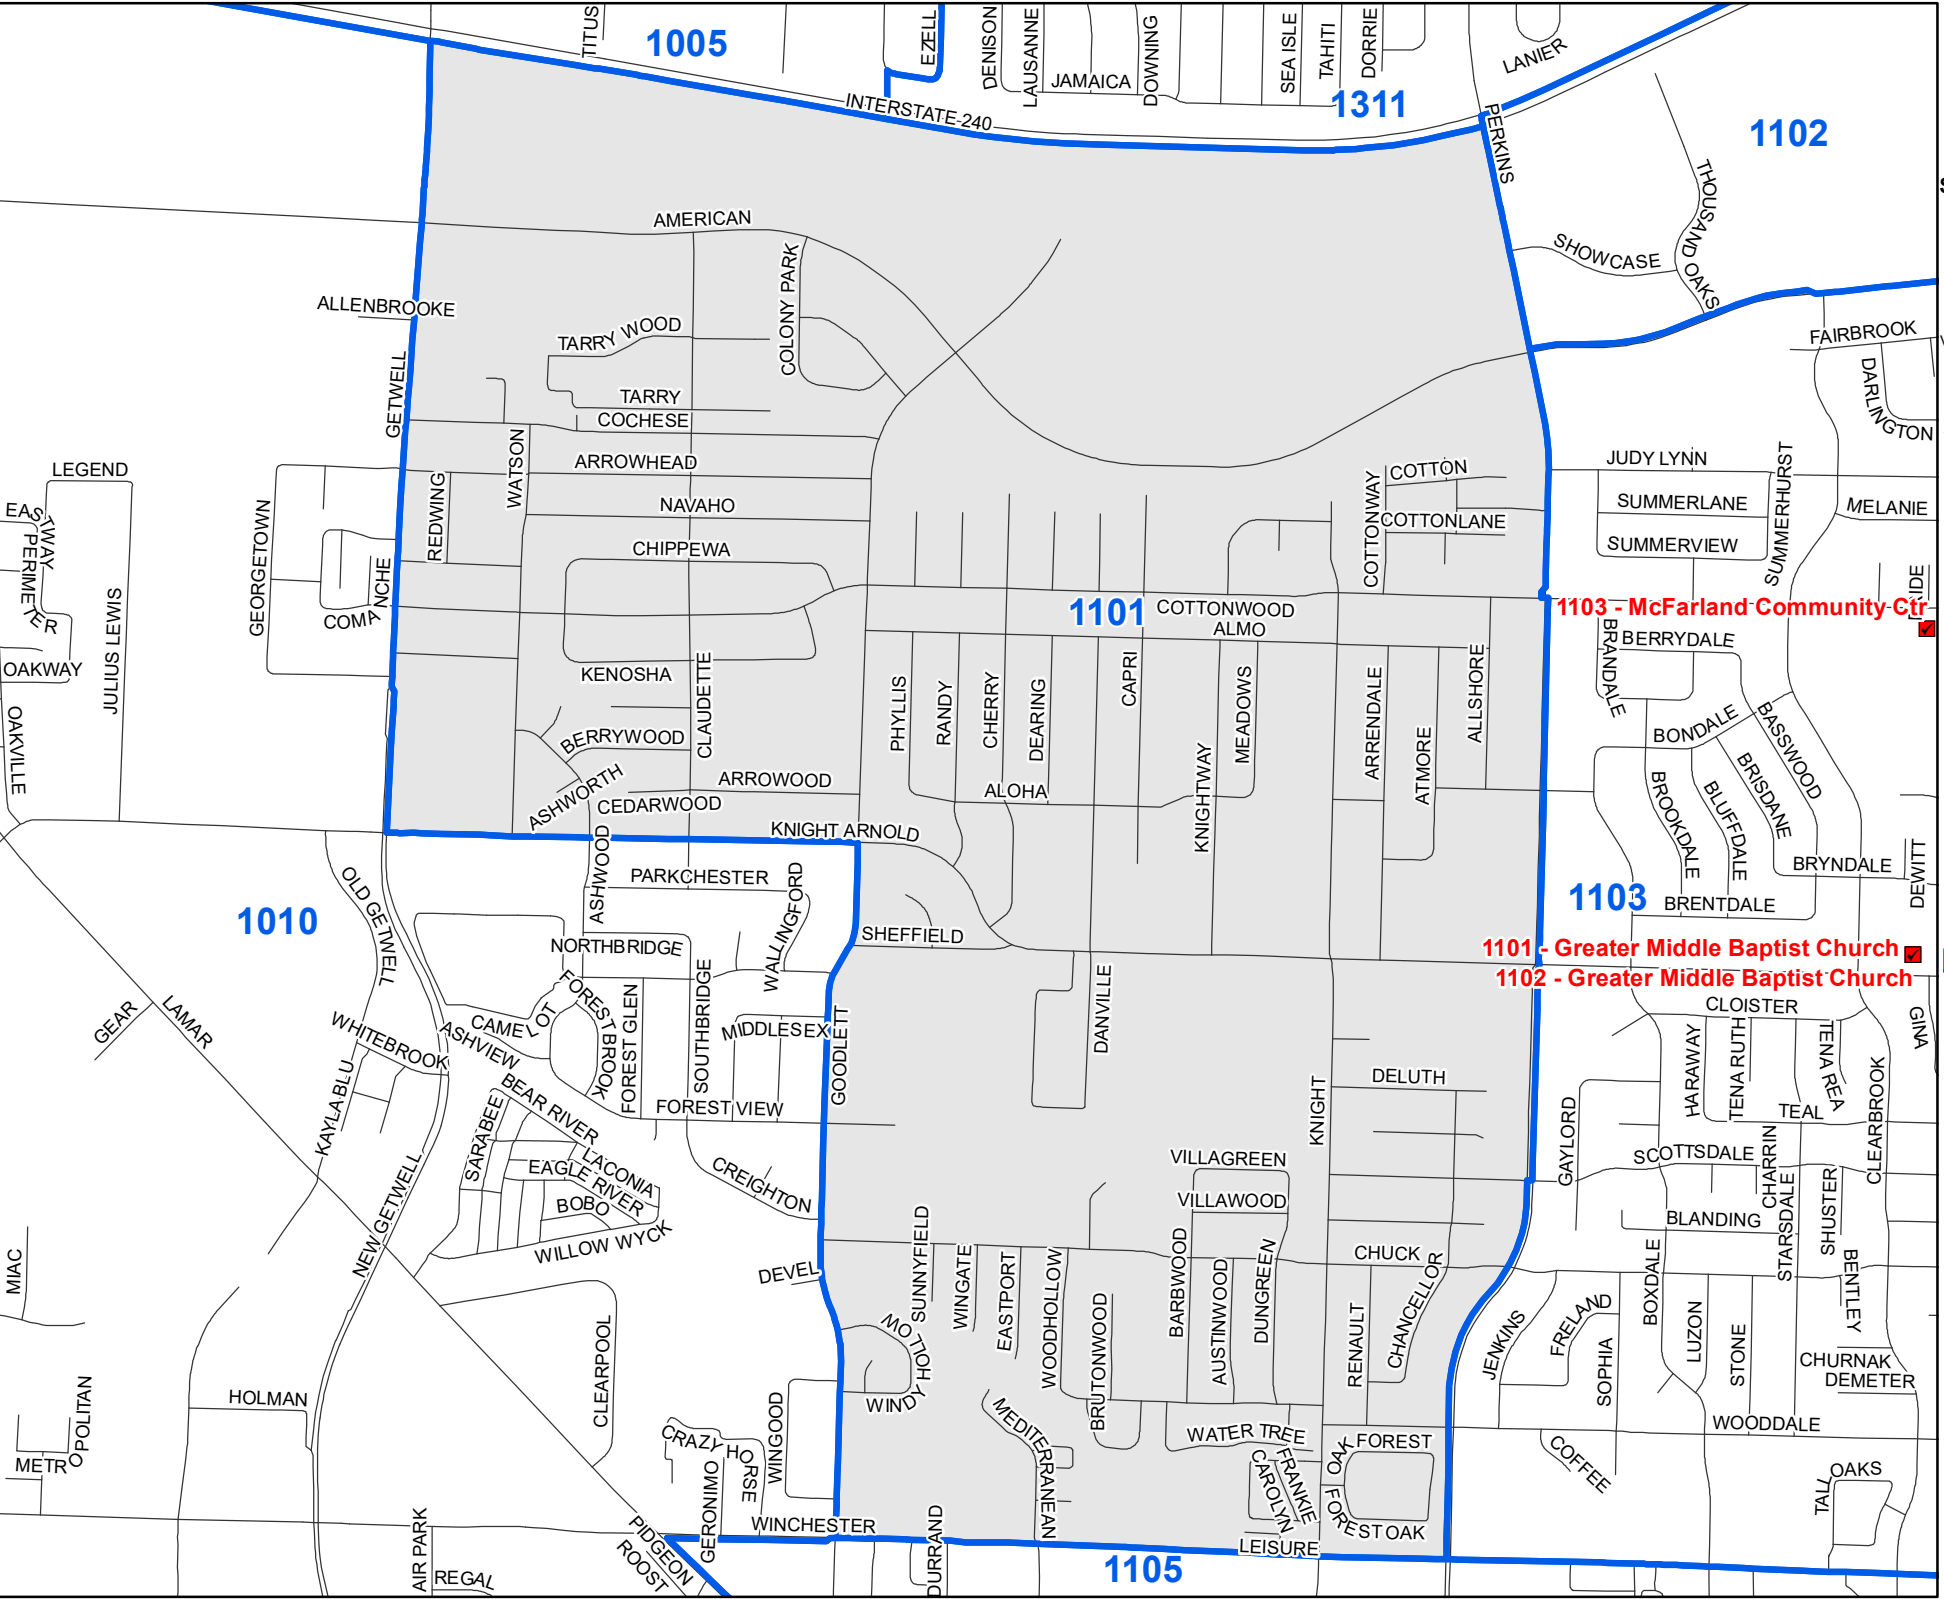 TITUS
1005
EZELL
DENISON
LAUSANNE
JAMAICA
DOWNING
SEA ISLE
TAHITI
DORRIE
LANIER
1311
INTERSTATE-240
PERKINS
1102
THOUSAND OAKS
SHOWCASE
AMERICAN
COLONY PARK
ALLENBROOKE
TARRY WOOD
GETWELL
TARRY
COCHESE
FAIRBROOK
DARLINGTON
WATSON
ARROWHEAD
LEGEND
REDWING
NAVAHO
CHIPPEWA
COTTON
COTTONWAY
COTTONLANE
JUDY LYNN
SUMMERLANE
SUMMERVIEW
SUMMERHURST
MELANIE
EASTWAY
PERIMETER
JULIUS LEWIS
GEORGETOWN
COMANCHE
OAKWAY
OAKVILLE
1101
COTTONWOOD
ALMO
1103 - McFarland Community Ctr
BRANDALE
BERRYDALE
KENOSHA
CLAUDETTE
PHYLLIS
RANDY
CHERRY
DEARING
CAPRI
KNIGHTWAY
MEADOWS
ARRENDALE
ATMORE
ALLSHORE
BONDALE
BASSWOOD
BRISDANE
BLUFFDALE
BROOKDALE
BERRYWOOD
ASHWORTH
ARROWOOD
CEDARWOOD
ALOHA
KNIGHT ARNOLD
BRYNDALE
DEWITT
BRENTDALE
1103
OLD GETWELL
ASHWOOD
PARKCHESTER
WALLINGFORD
1010
NORTHBRIDGE
SHEFFIELD
1101 - Greater Middle Baptist Church
1102 - Greater Middle Baptist Church
GEAR
LAMAR
WHITEBROOK
CAMELOT
FORESTBROOK
FOREST GLEN
SOUTHBRIDGE
MIDDLESEX
GOODLETT
DANVILLE
CLOISTER
GINA
HARAWAY
TENA RUTH
TENA REA
TEAL
CLEARBROOK
KAYLABLU
ASHVIEW
BEAR RIVER
FOREST VIEW
KNIGHT
DELUTH
GAYLORD
SCOTTSDALE
CHARRIN
SARABEE
LACONIA
EAGLE RIVER
BOBO
WILLOW WYCK
CREIGHTON
VILLAGREEN
VILLAWOOD
BLANDING
STARSDALE
SHUSTER
NEW GETWELL
MIAC
DEVEL
SUNNYFIELD
WINGATE
EASTPORT
WOODHOLLOW
BRUTONWOOD
BARBWOOD
AUSTINWOOD
DUNGREEN
CHUCK
RENAULT
CHANCELLOR
BOXDALE
BENTLEY
JENKINS
FRELAND
SOPHIA
LUZON
STONE
CHURNAK
DEMETER
CLEARPOOL
WINDY HOLLOW
HOLMAN
METROPOLITAN
CRAZY HORSE
GERONIMO
WINGOOD
MEDITERRANEAN
WATER TREE
CAROLYN
FRANKIE
OAK FOREST
FOREST OAK
WOODDALE
COFFEE
TALL OAKS
AIR PARK
REGAL
PIDGEON ROOST
WINCHESTER
DURRAND
LEISURE
1105